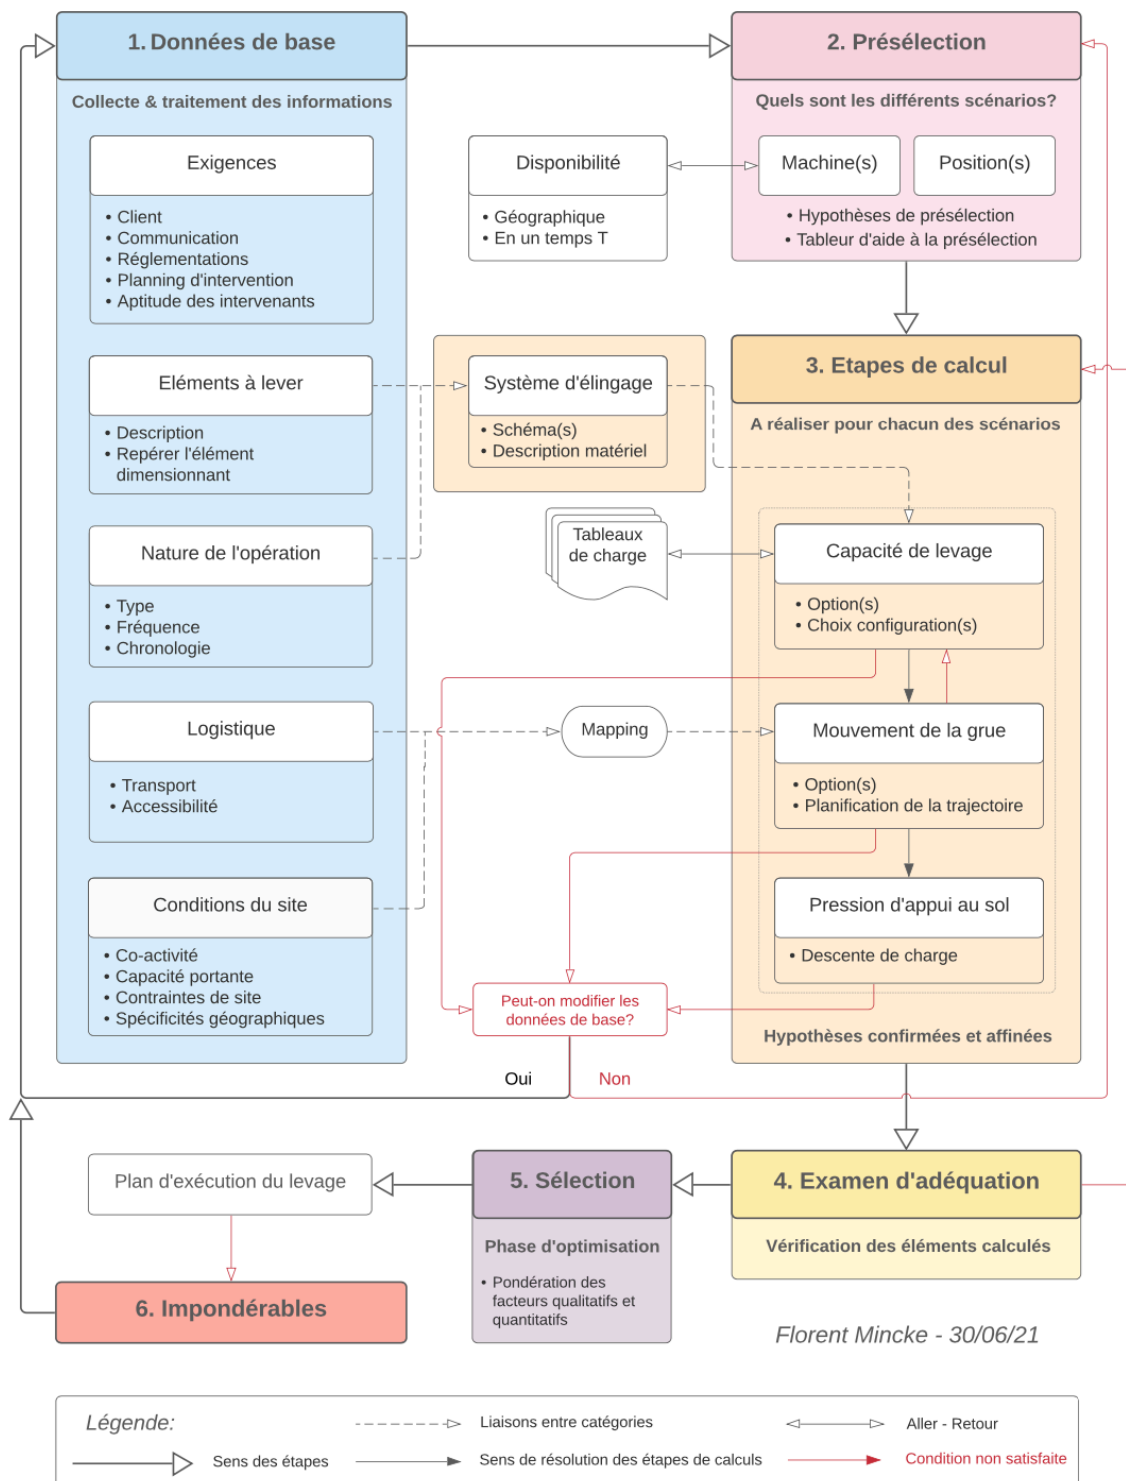 1. Données de base
Collecte & traitement des informations
Exigences
• Client
• Communication
• Réglementations
• Planning d'intervention
• Aptitude des intervenants
Eléments à lever
• Description
• Repérer l'élément
dimensionnant
Nature de l'opération
• Type
• Fréquence
• Chronologie
Logistique
• Transport
• Accessibilité
Conditions du site
• Co-activité
• Capacité portante
• Contraintes de site
• Spécificités géographiques
2. Présélection
Quels sont les différents scénarios?
Disponibilité
• Géographique
• En un temps T
Machine(s)
Position(s)
• Hypothèses de présélection
• Tableur d'aide à la présélection
Système d'élingage
• Schéma(s)
• Description matériel
Tableaux
de charge
Mapping
3. Etapes de calcul
A réaliser pour chacun des scénarios
Capacité de levage
• Option(s)
• Choix configuration(s)
Mouvement de la grue
• Option(s)
• Planification de la trajectoire
Pression d'appui au sol
• Descente de charge
Hypothèses confirmées et affinées
Peut-on modifier les
données de base?
Oui
Non
4. Examen d'adéquation
Vérification des éléments calculés
5. Sélection
Phase d'optimisation
• Pondération des
facteurs qualitatifs et
quantitatifs
Plan d'exécution du levage
6. Impondérables
Florent Mincke - 30/06/21
Légende:
Liaisons entre catégories
Aller - Retour
Sens des étapes
Sens de résolution des étapes de calculs
Condition non satisfaite